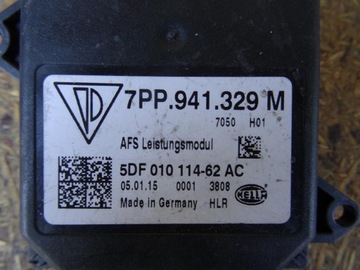 7PP.941.329 M
7050 H01
AFS Leistungsmodul
5DF 010 114-62 AC
05.01.15 0001 3808
Made in Germany HLR
HELLA